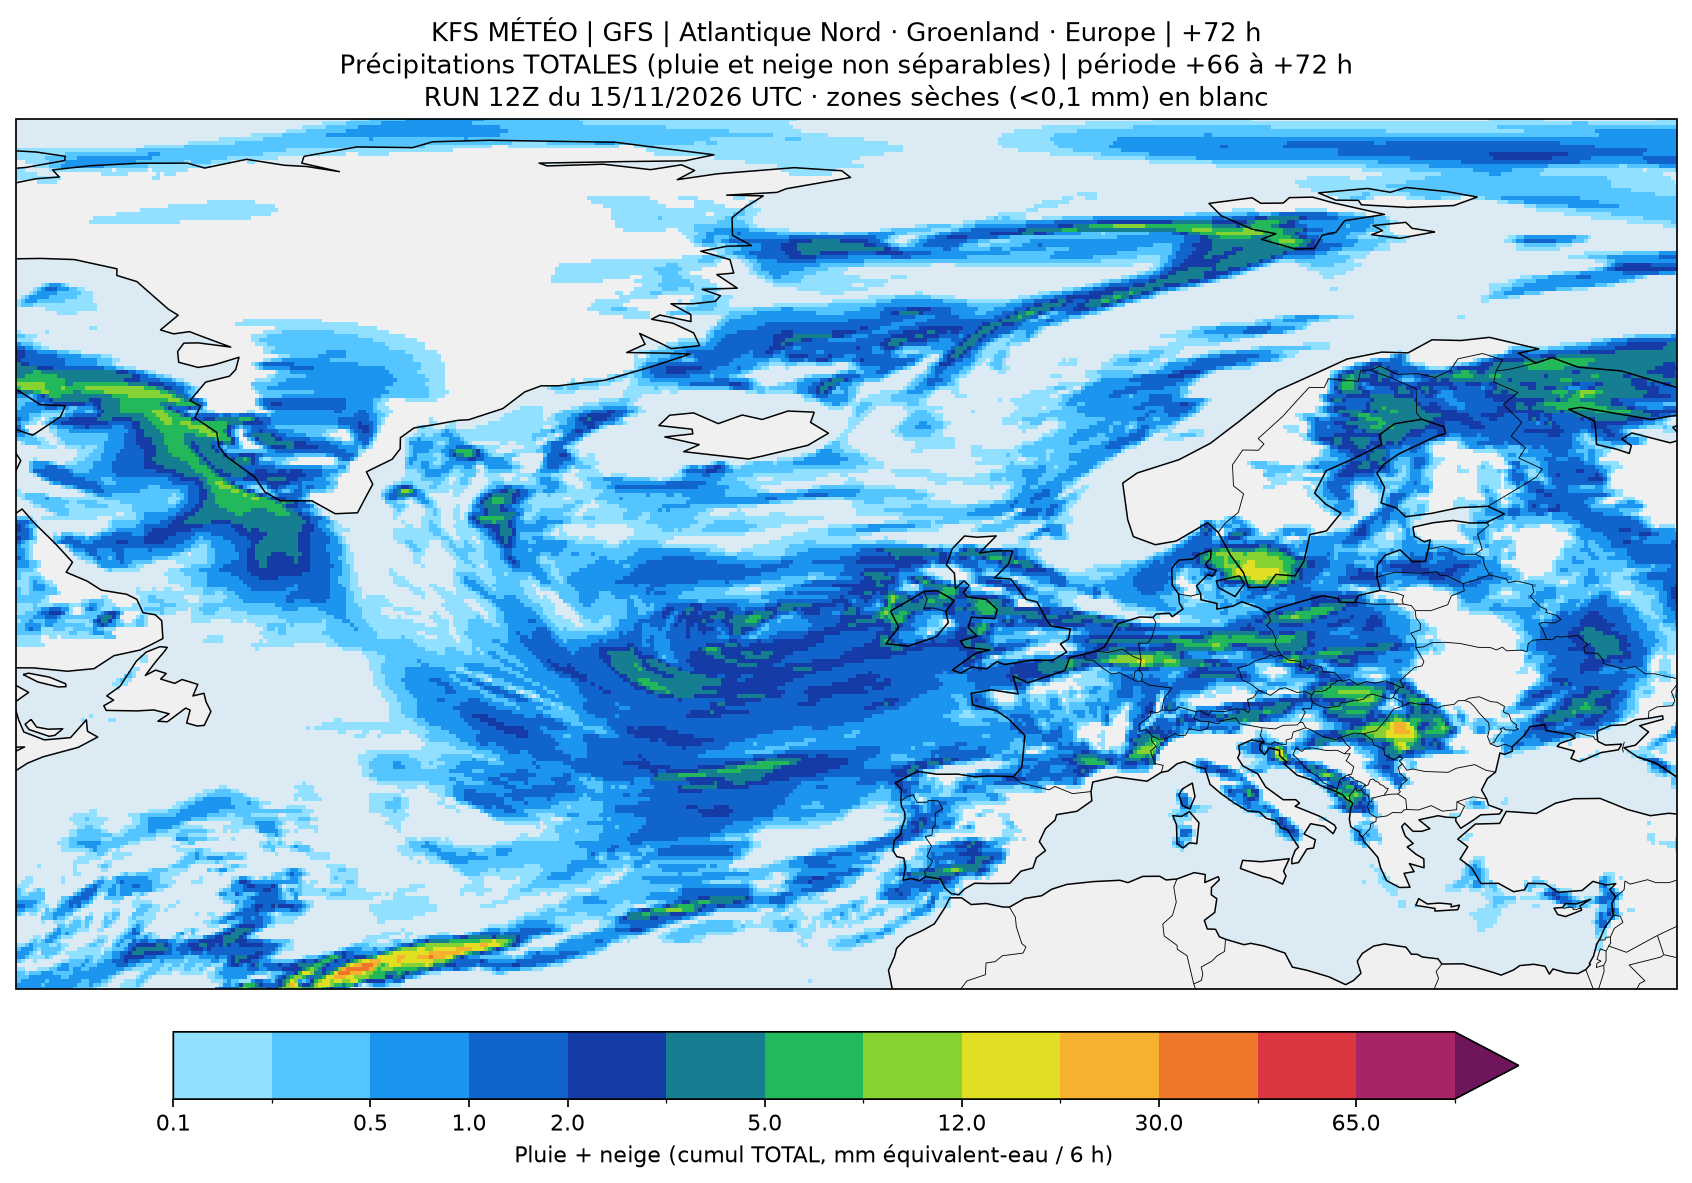 KFS MÉTÉO | GFS | Atlantique Nord · Groenland · Europe | +72 h
Précipitations TOTALES (pluie et neige non séparables) | période +66 à +72 h
RUN 12Z du 15/11/2026 UTC · zones sèches (<0,1 mm) en blanc
0.1 0.5 1.0 2.0 5.0 12.0 30.0 65.0
Pluie + neige (cumul TOTAL, mm équivalent-eau / 6 h)